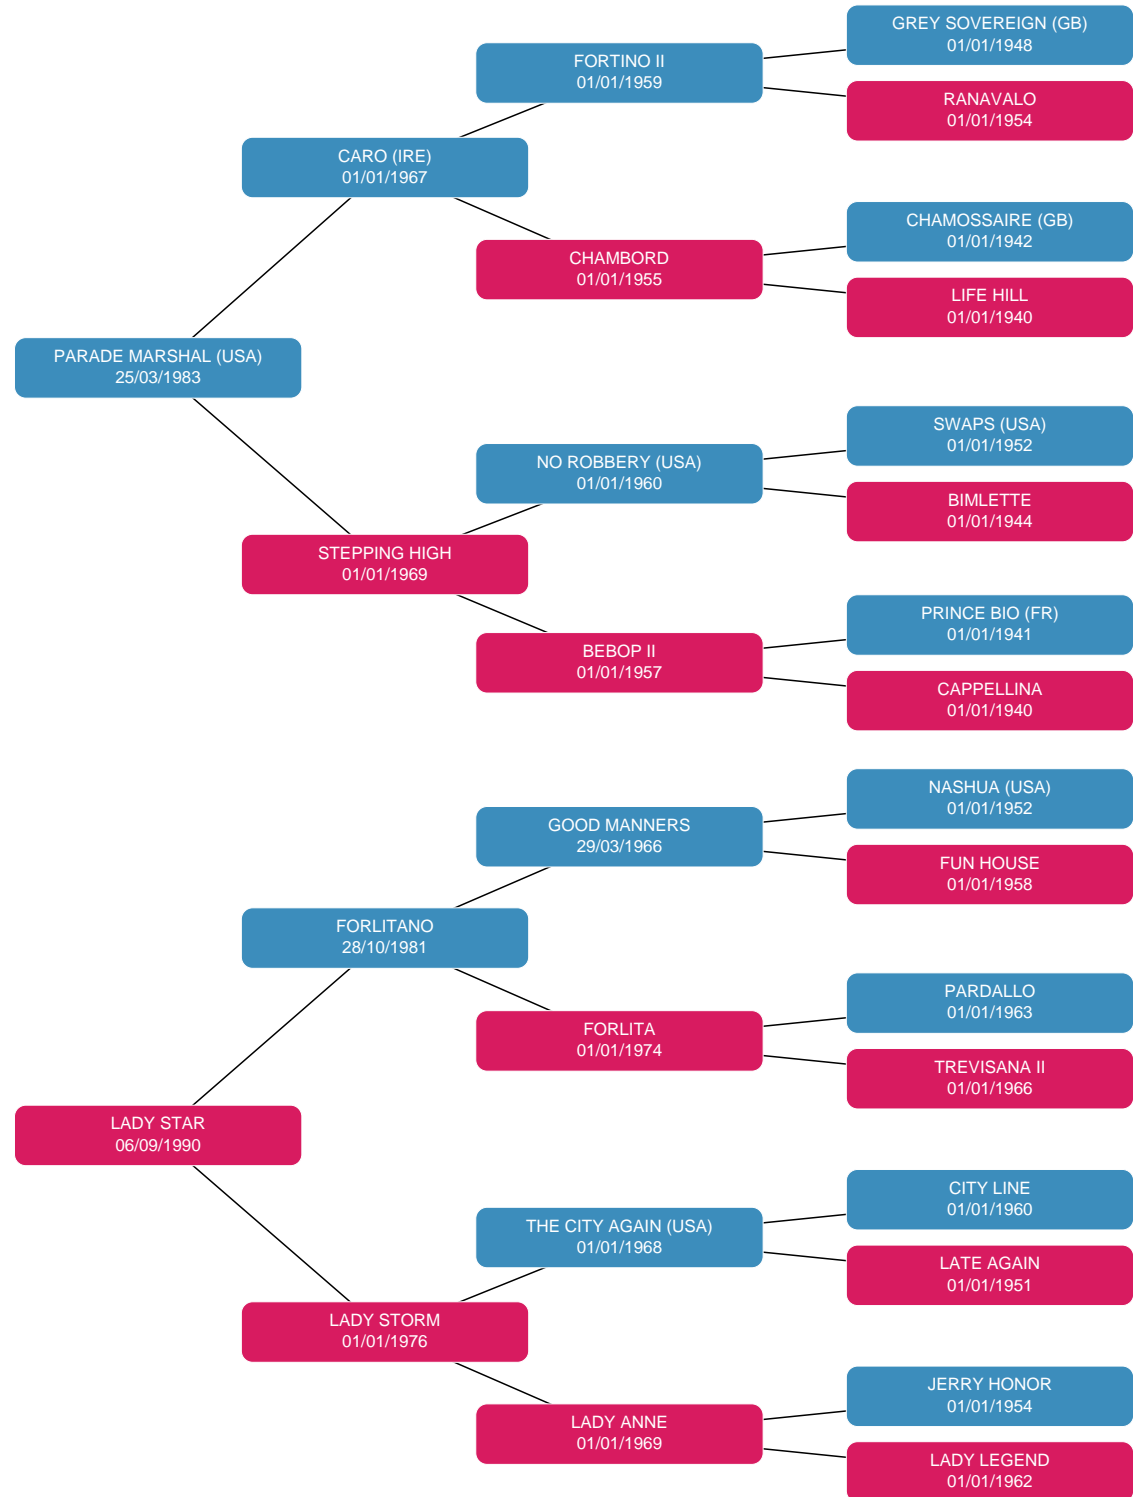 GREY SOVEREIGN (GB)
01/01/1948
FORTINO II
01/01/1959
RANAVALO
01/01/1954
CARO (IRE)
01/01/1967
CHAMOSSAIRE (GB)
01/01/1942
CHAMBORD
01/01/1955
LIFE HILL
01/01/1940
PARADE MARSHAL (USA)
25/03/1983
SWAPS (USA)
01/01/1952
NO ROBBERY (USA)
01/01/1960
BIMLETTE
01/01/1944
STEPPING HIGH
01/01/1969
PRINCE BIO (FR)
01/01/1941
BEBOP II
01/01/1957
CAPPELLINA
01/01/1940
NASHUA (USA)
01/01/1952
GOOD MANNERS
29/03/1966
FUN HOUSE
01/01/1958
FORLITANO
28/10/1981
PARDALLO
01/01/1963
FORLITA
01/01/1974
TREVISANA II
01/01/1966
LADY STAR
06/09/1990
CITY LINE
01/01/1960
THE CITY AGAIN (USA)
01/01/1968
LATE AGAIN
01/01/1951
LADY STORM
01/01/1976
JERRY HONOR
01/01/1954
LADY ANNE
01/01/1969
LADY LEGEND
01/01/1962